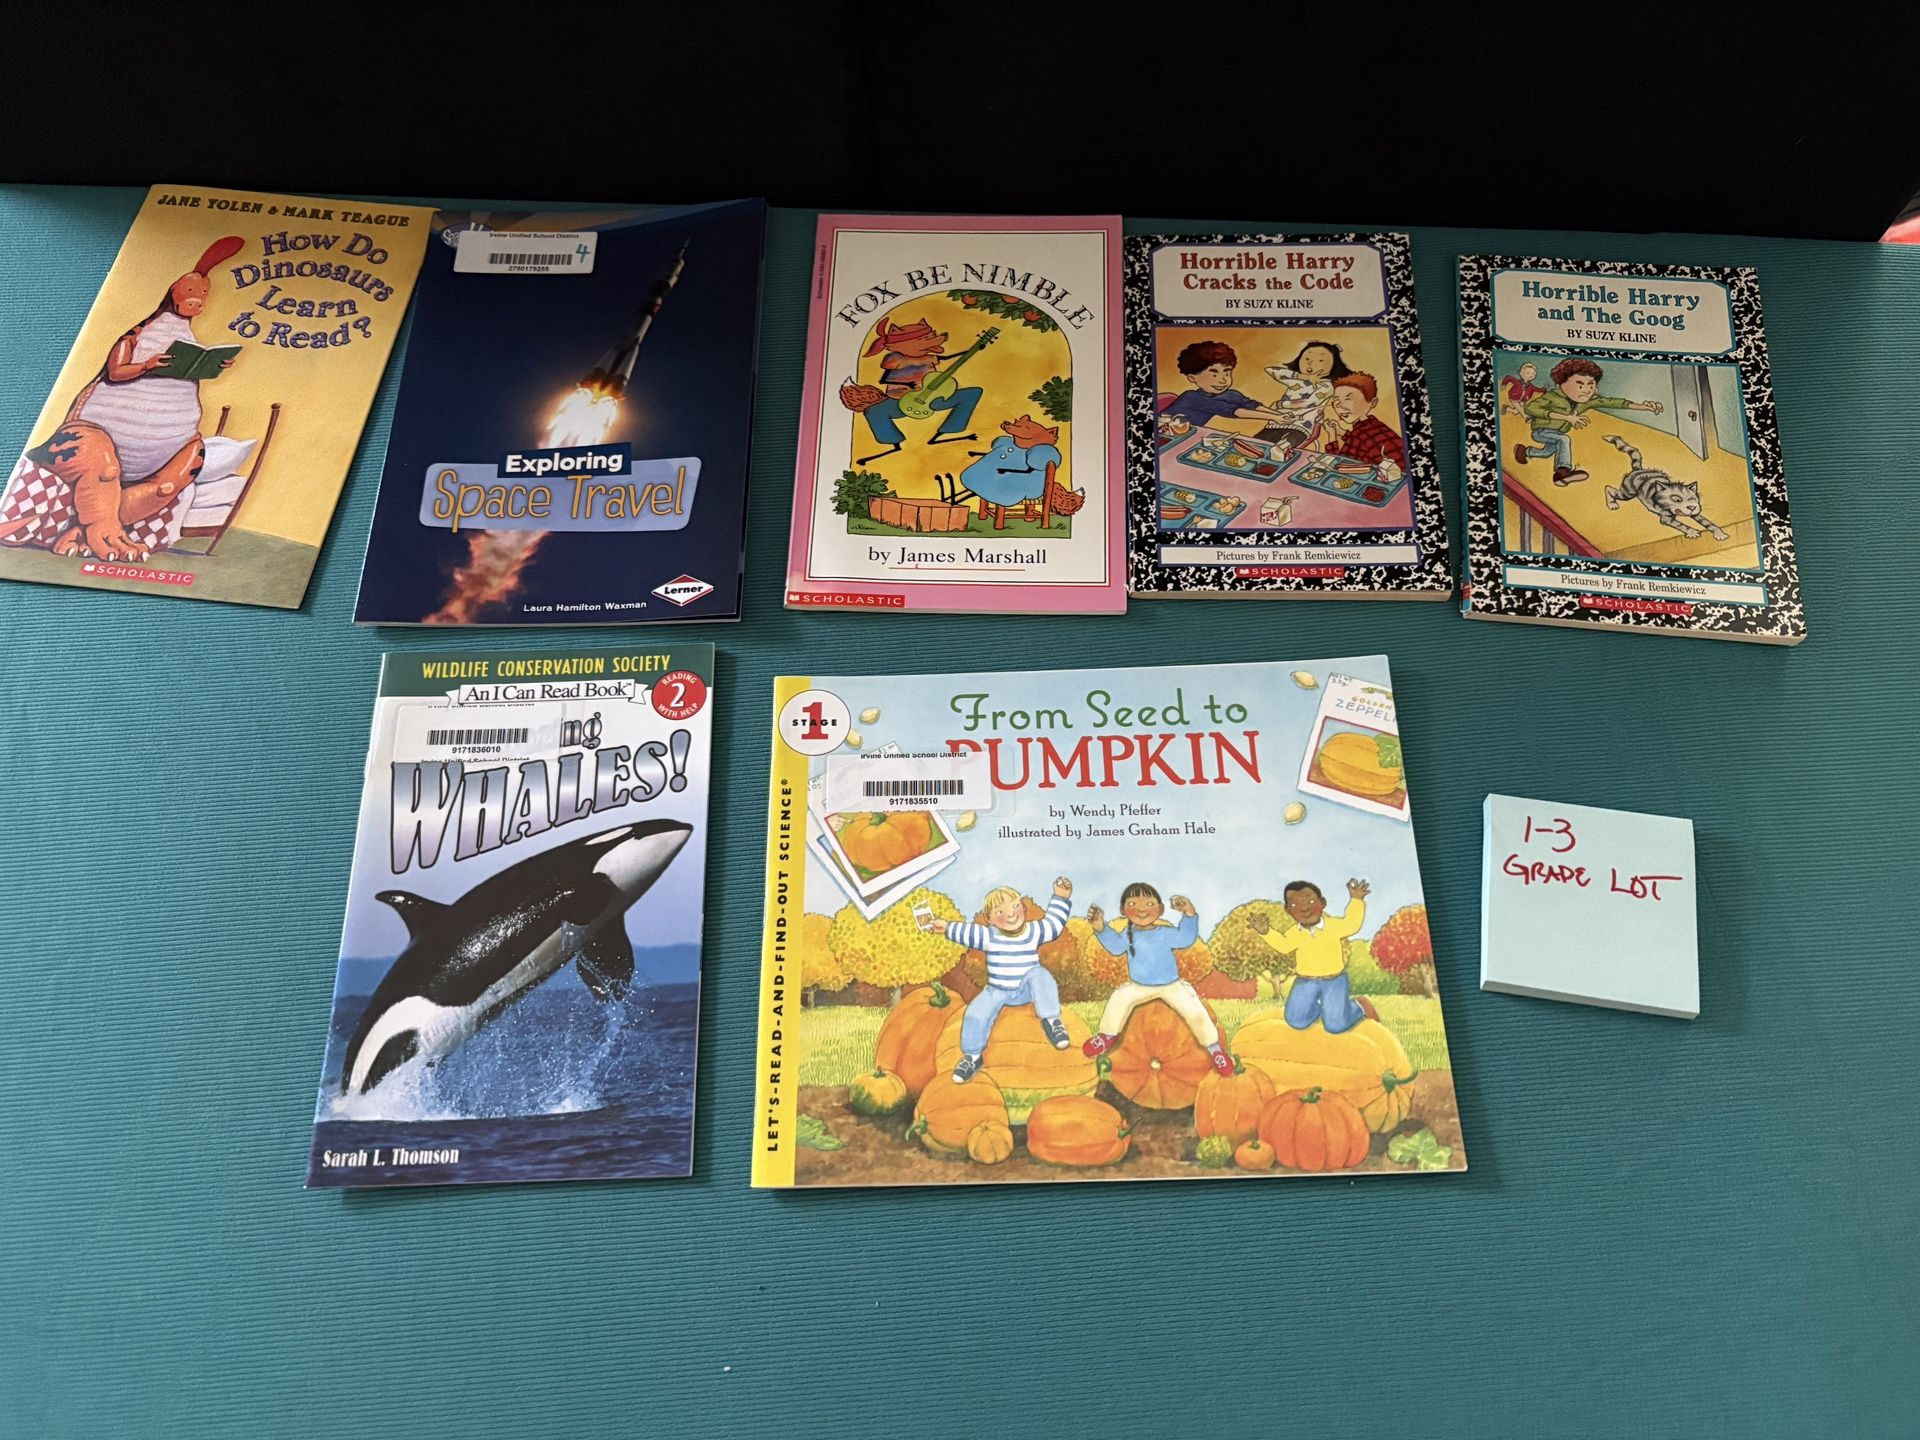 JANE YOLEN & MARK TEAGUE
How Do
Dinosaurs
Learn
to Read?
SCHOLASTIC
Irvine Unified School District
4
2760179255
Exploring
Space Travel
Lerner
Laura Hamilton Waxman
FOX BE NIMBLE
by James Marshall
SCHOLASTIC
Horrible Harry
Cracks the Code
BY SUZY KLINE
MILK
Pictures by Frank Remkiewicz
SCHOLASTIC
Horrible Harry
and The Goog
BY SUZY KLINE
Pictures by Frank Remkiewicz
SCHOLASTIC
WILDLIFE CONSERVATION SOCIETY
An I Can Read Book™
READING
2
WITH HELP
9171836010
Irvine Unified School District
ng
WHALES!
Sarah L. Thomson
STAGE
1
From Seed to
PUMPKIN
Irvine Unified School District
9171835510
by Wendy Pfeffer
illustrated by James Graham Hale
GOLDEN
LET'S-READ-AND-FIND-OUT SCIENCE®
1-3
GRADE LOT